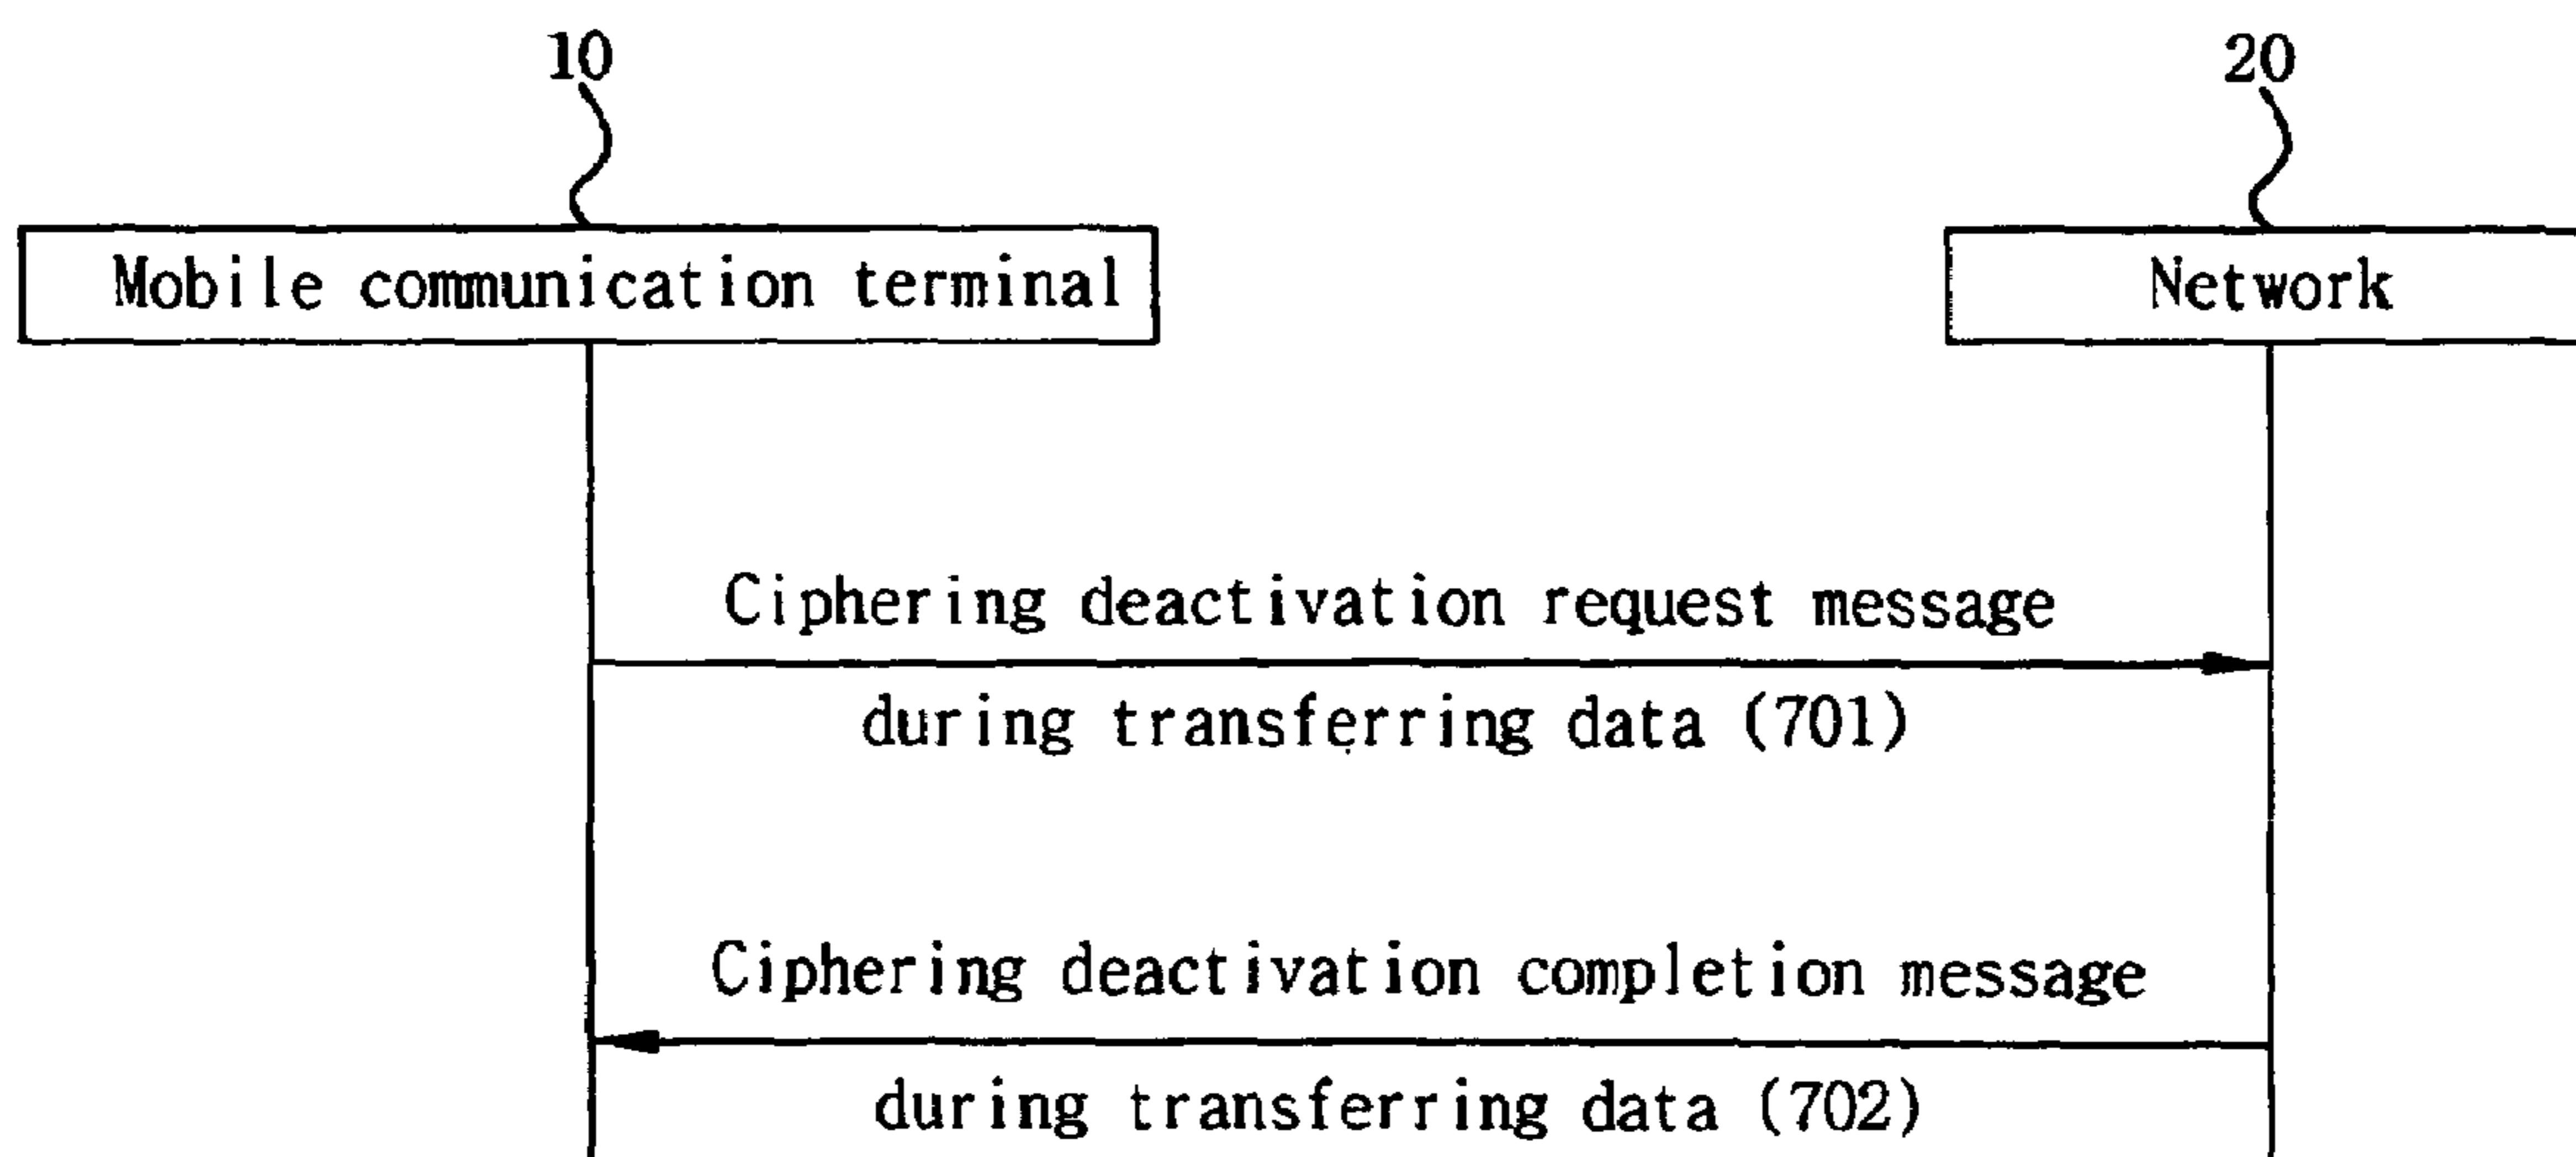 10
20
Mobile communication terminal
Network
Ciphering deactivation request message
during transferring data (701)
Ciphering deactivation completion message
during transferring data (702)